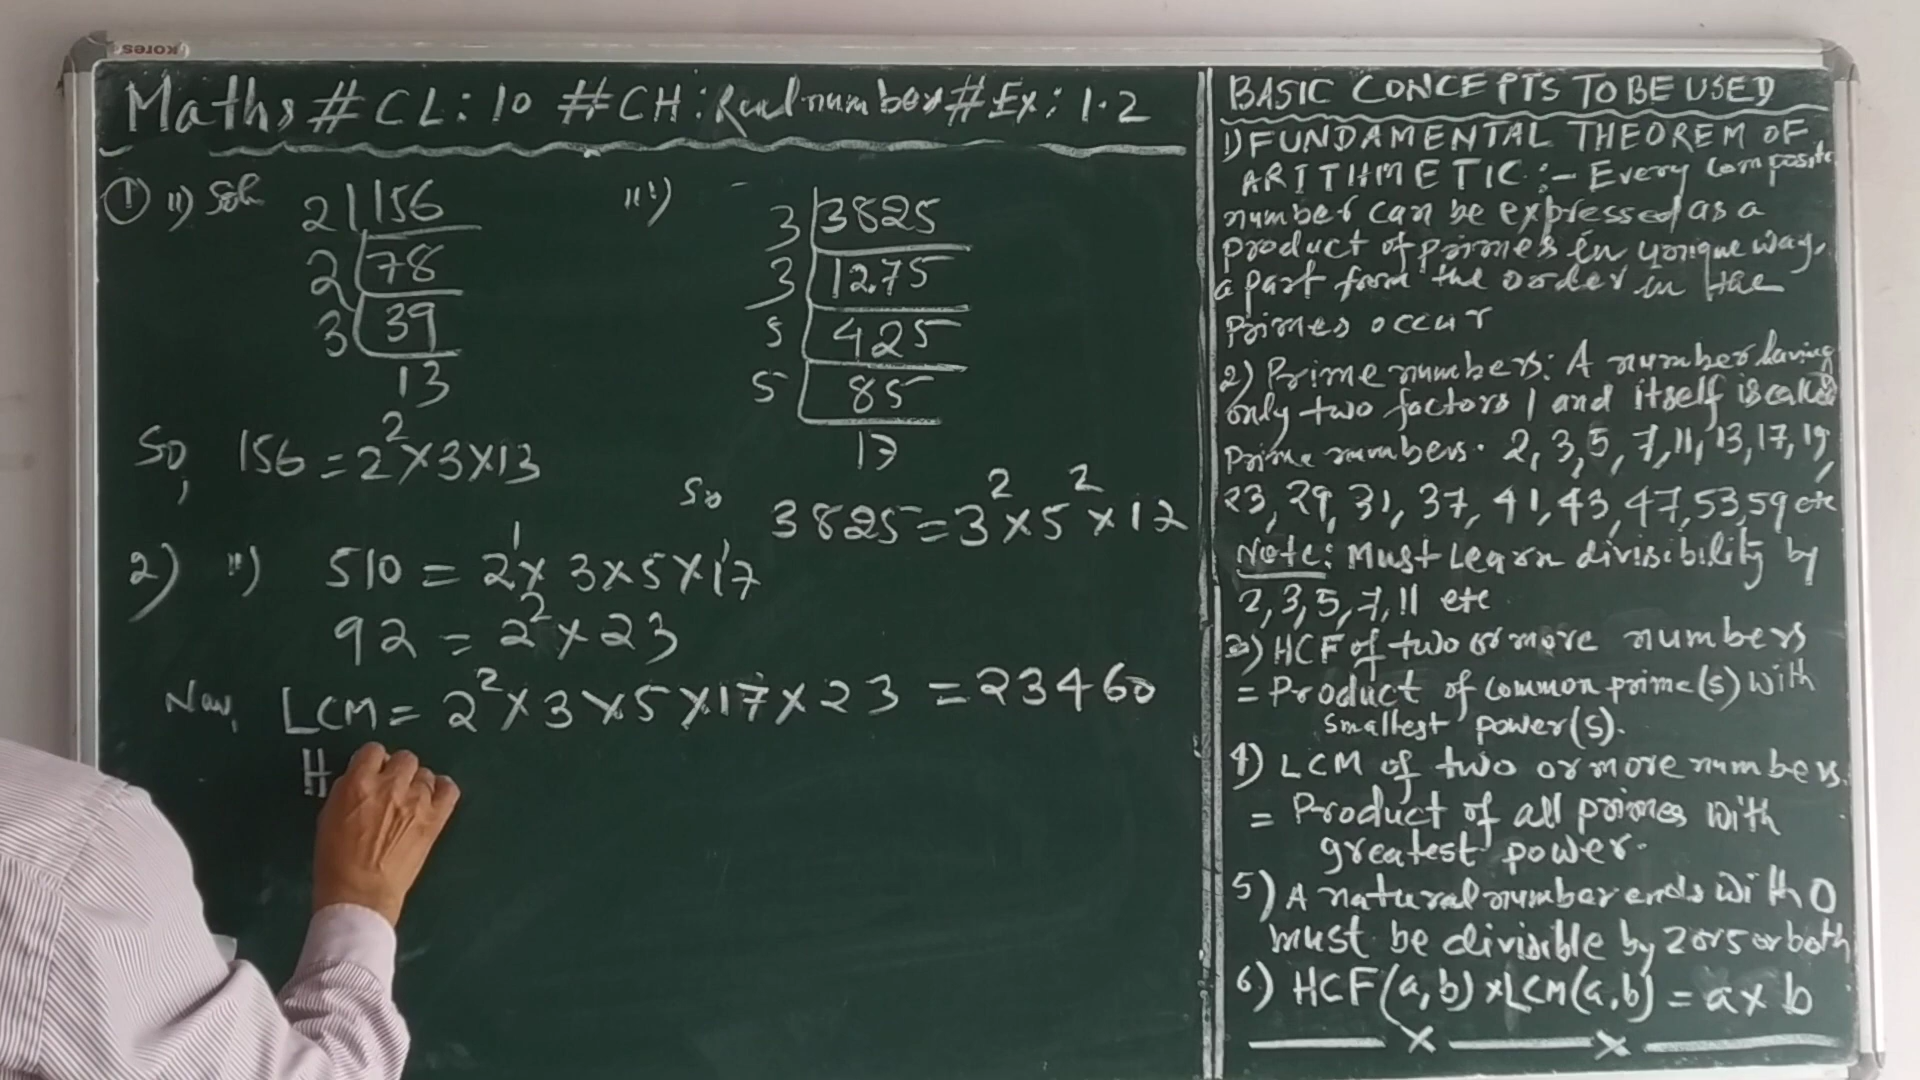 kores
Maths # CL: 10 # CH: Real number # Ex: 1.2
1 ii) Sol
2 156
2 78
3 39
13
So, 156 = 2² × 3 × 13
iii)
3 3825
3 1275
5 425
5 85
17
So 3825 = 3² × 5² × 17
2) ii) 510 = 2¹ × 3 × 5 × 17
92 = 2² × 23
Now, LCM = 2² × 3 × 5 × 17 × 23 = 23460
H
BASIC CONCEPTS TO BE USED
1) FUNDAMENTAL THEOREM OF
ARITHMETIC :- Every composite
number can be expressed as a
product of primes in unique way,
a part from the order in the
Primes occur
2) Prime numbers: A number having
only two factors 1 and itself is called
Prime numbers. 2, 3, 5, 7, 11, 13, 17, 19,
23, 29, 31, 37, 41, 43, 47, 53, 59 etc
Note: Must Learn divisibility by
2, 3, 5, 7, 11 etc
3) HCF of two or more numbers
= Product of common prime(s) with
smallest power(s).
4) LCM of two or more numbers.
= Product of all primes with
greatest power.
5) A natural number ends with 0
must be divisible by 2 or 5 or both
6) HCF(a,b) × LCM(a,b) = a × b